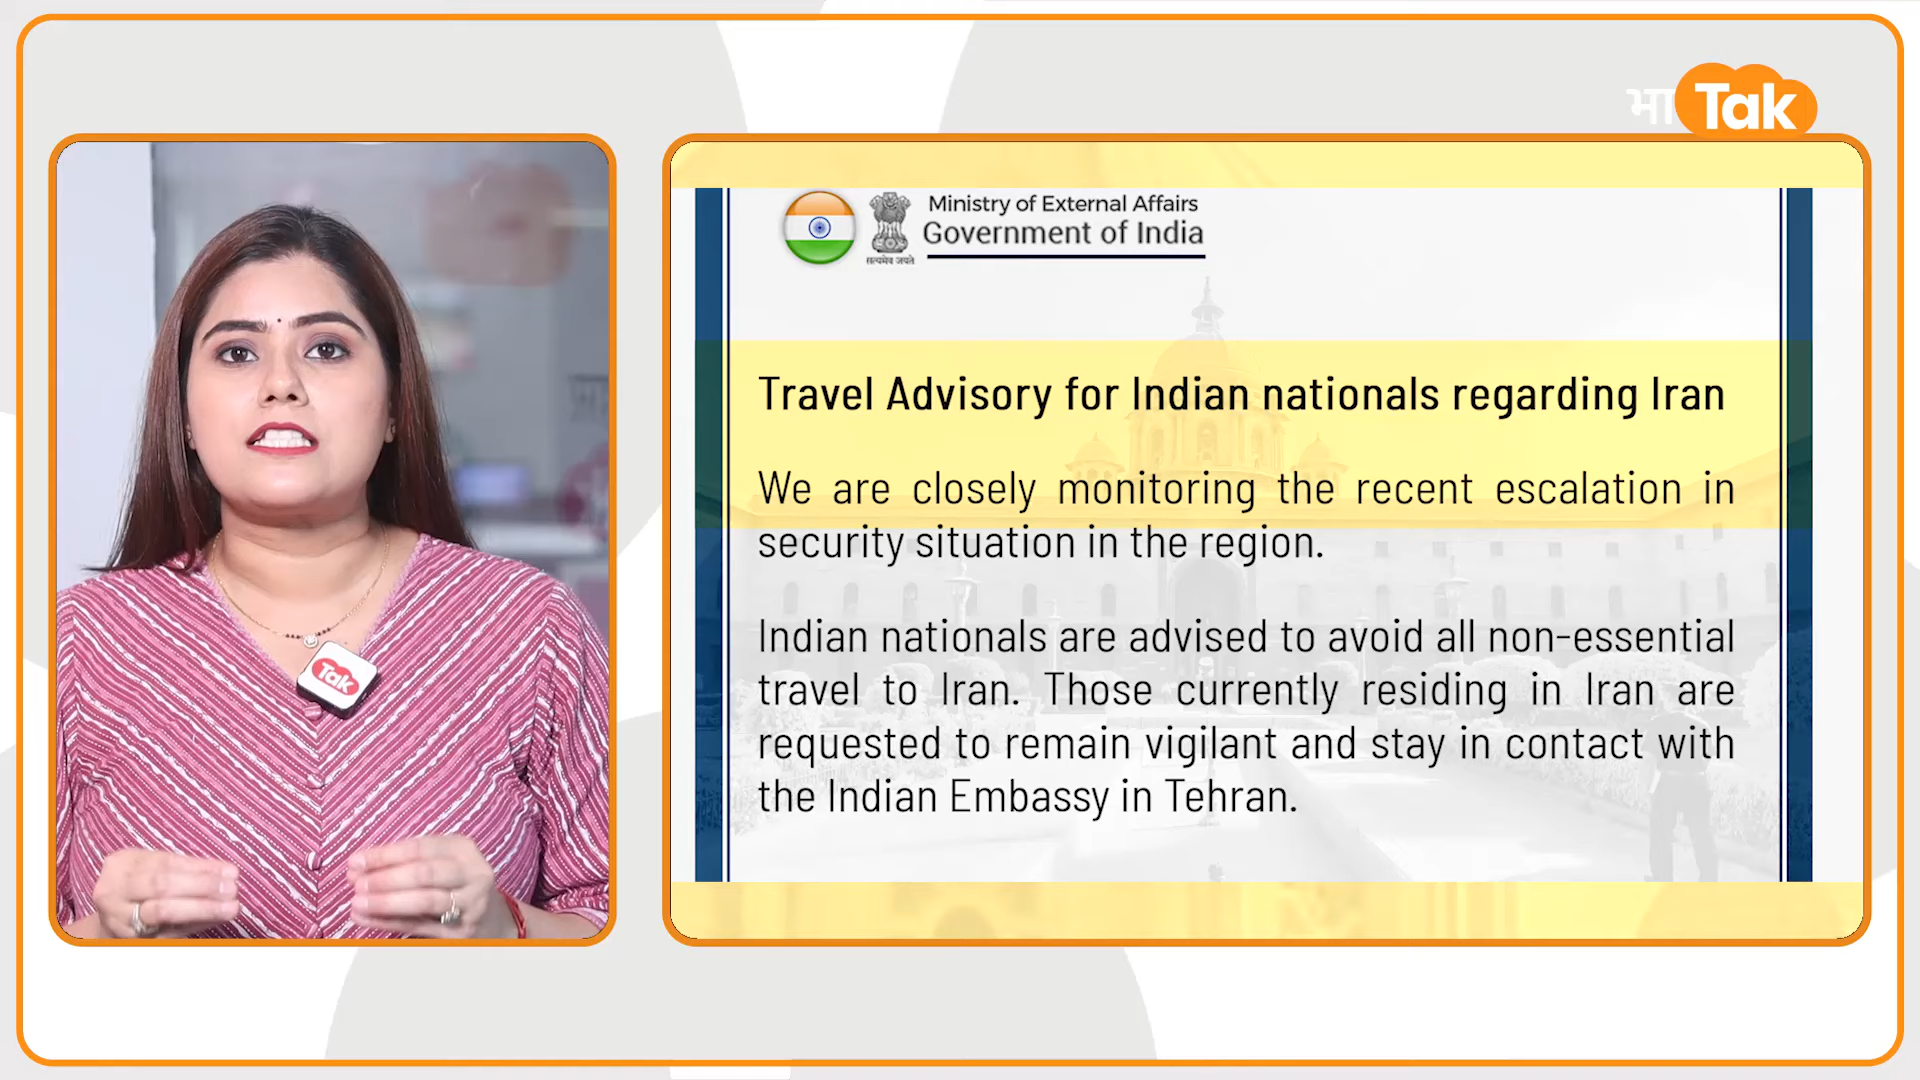 भा Tak
Ministry of External Affairs
Government of India
सत्यमेव जयते
Travel Advisory for Indian nationals regarding Iran
We are closely monitoring the recent escalation in
security situation in the region.
Indian nationals are advised to avoid all non-essential
travel to Iran. Those currently residing in Iran are
requested to remain vigilant and stay in contact with
the Indian Embassy in Tehran.
Tak